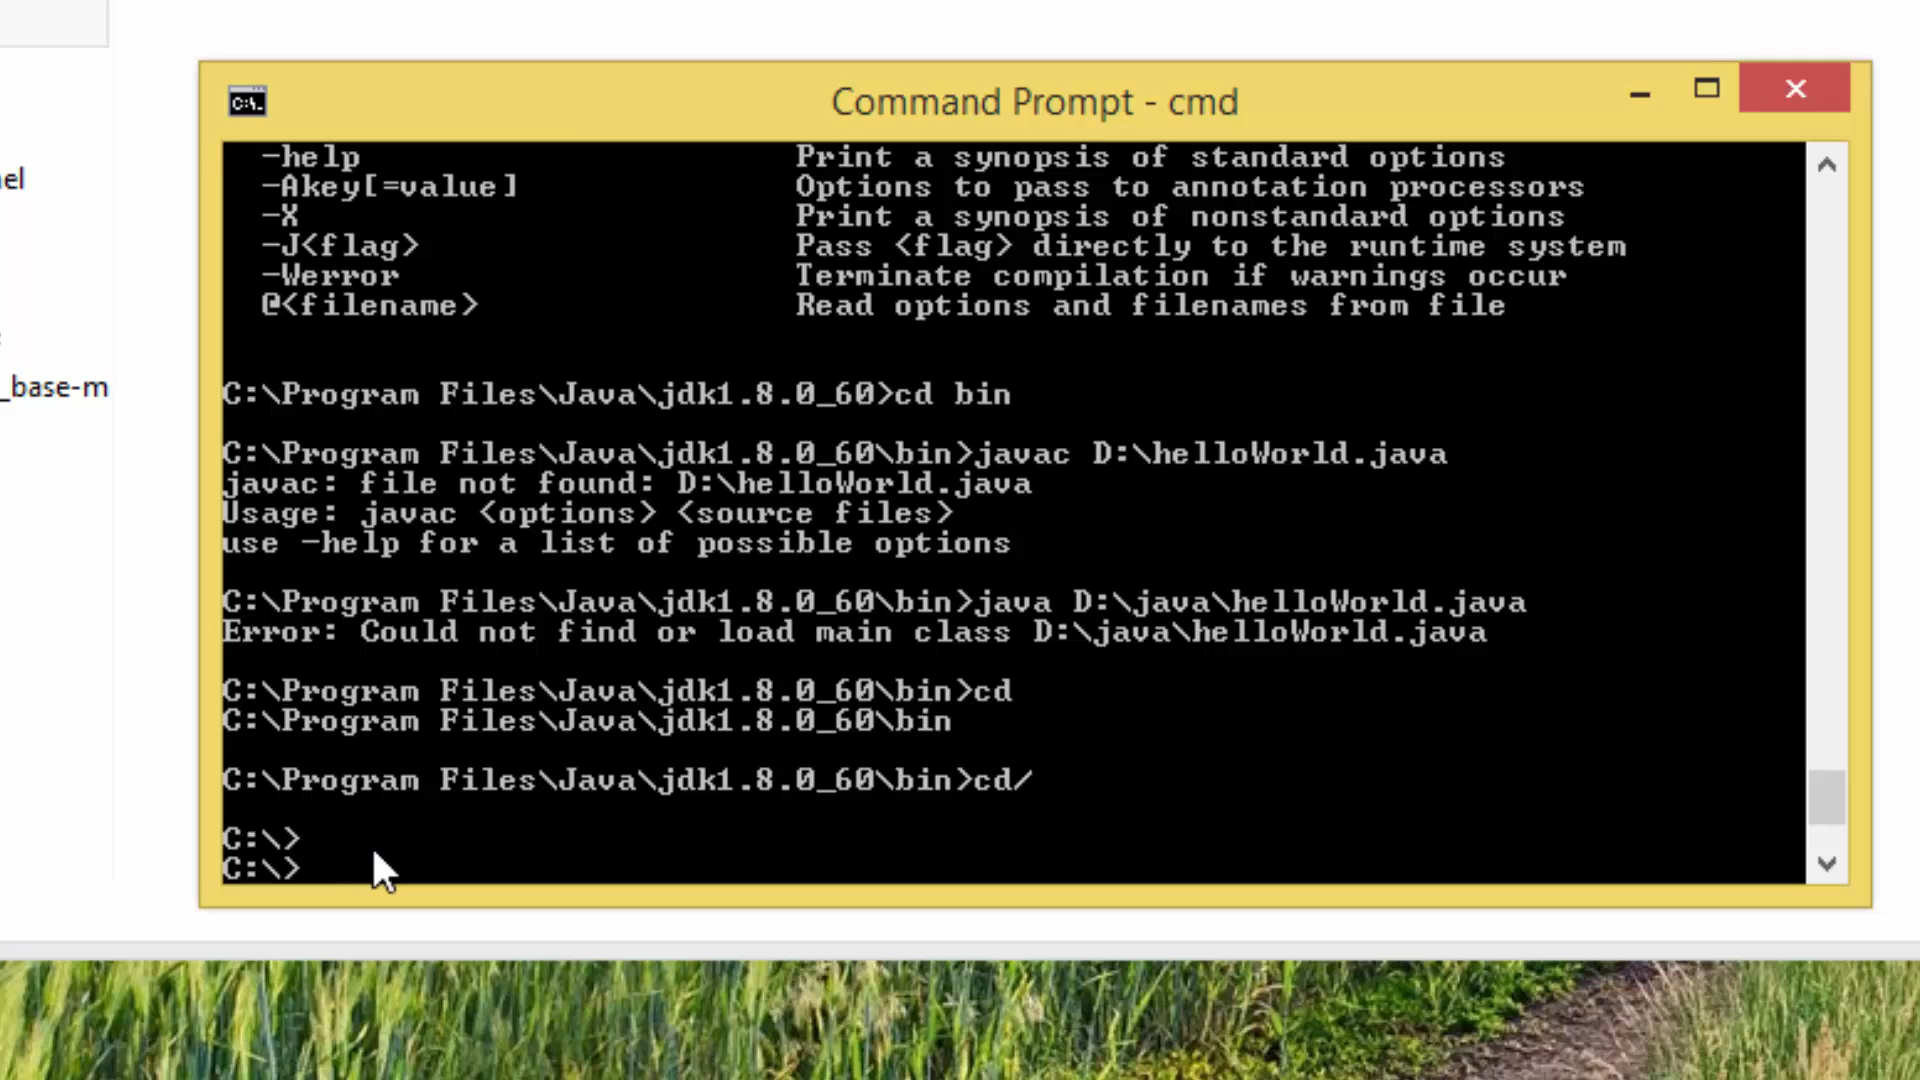 el
_base-m
C:\.
Command Prompt - cmd
-help Print a synopsis of standard options
-Akey[=value] Options to pass to annotation processors
-X Print a synopsis of nonstandard options
-J<flag> Pass <flag> directly to the runtime system
-Werror Terminate compilation if warnings occur
@<filename> Read options and filenames from file
C:\Program Files\Java\jdk1.8.0_60>cd bin
C:\Program Files\Java\jdk1.8.0_60\bin>javac D:\helloWorld.java
javac: file not found: D:\helloWorld.java
Usage: javac <options> <source files>
use -help for a list of possible options
C:\Program Files\Java\jdk1.8.0_60\bin>java D:\java\helloWorld.java
Error: Could not find or load main class D:\java\helloWorld.java
C:\Program Files\Java\jdk1.8.0_60\bin>cd
C:\Program Files\Java\jdk1.8.0_60\bin
C:\Program Files\Java\jdk1.8.0_60\bin>cd/
C:\>
C:\>